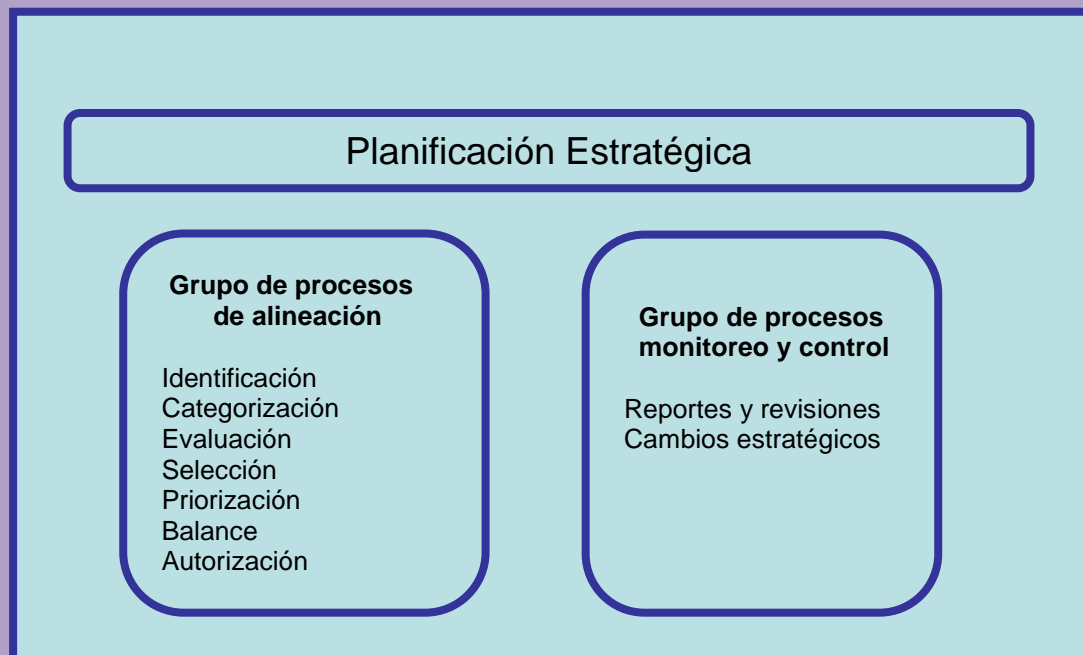 Planificación Estratégica
Grupo de procesos
de alineación
Identificación
Categorización
Evaluación
Selección
Priorización
Balance
Autorización
Grupo de procesos
monitoreo y control
Reportes y revisiones
Cambios estratégicos